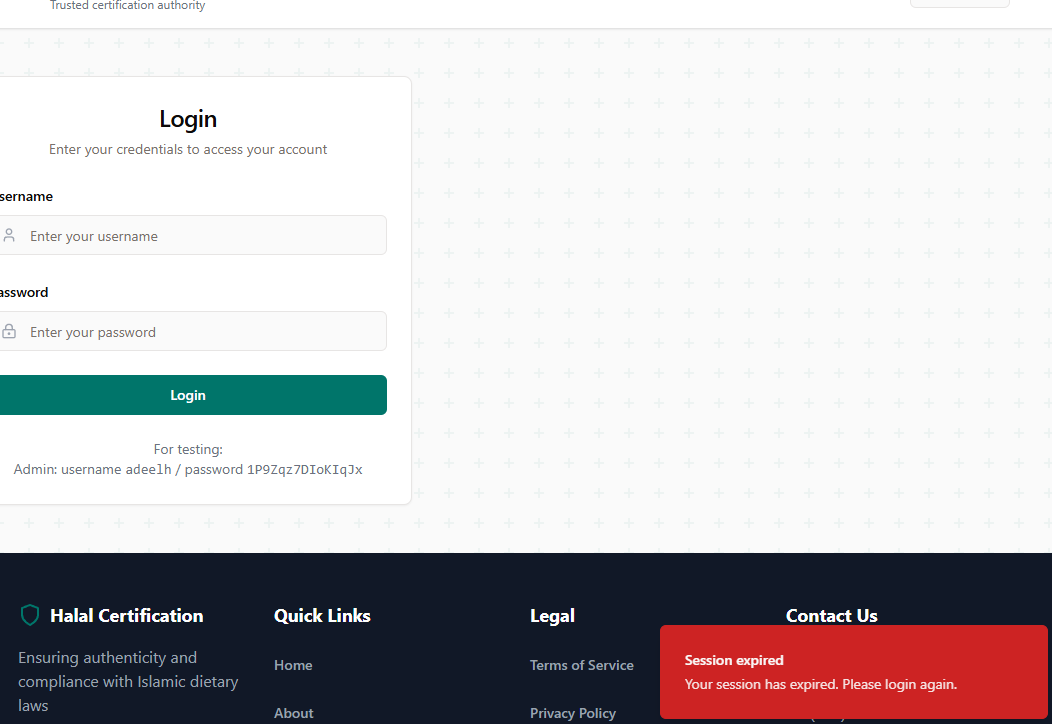 Trusted certification authority
Login
Enter your credentials to access your account
sername
Enter your username
assword
Enter your password
Login
For testing:
Admin: username adeelh / password 1P9Zqz7DIoKIqJx
Halal Certification
Ensuring authenticity and
compliance with Islamic dietary
laws
Quick Links
Home
About
Legal
Terms of Service
Privacy Policy
Contact Us
Session expired
Your session has expired. Please login again.